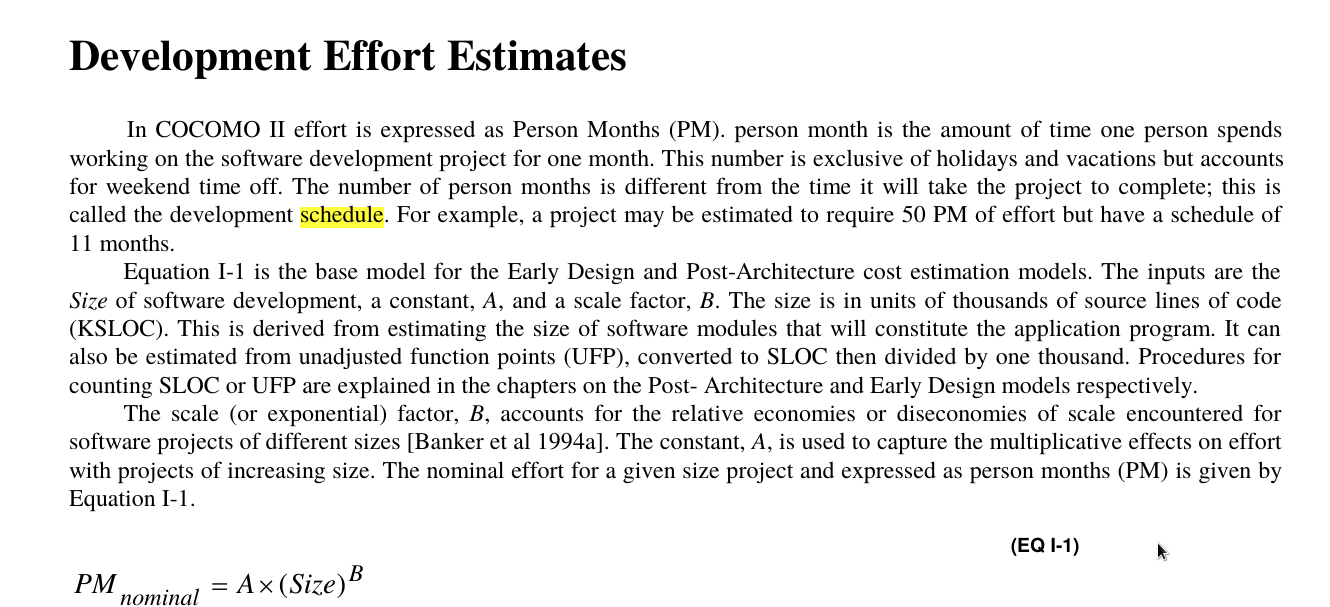 Development Effort Estimates
In COCOMO II effort is expressed as Person Months (PM). person month is the amount of time one person spends
working on the software development project for one month. This number is exclusive of holidays and vacations but accounts
for weekend time off. The number of person months is different from the time it will take the project to complete; this is
called the development schedule. For example, a project may be estimated to require 50 PM of effort but have a schedule of
11 months.
Equation I-1 is the base model for the Early Design and Post-Architecture cost estimation models. The inputs are the
Size of software development, a constant, A, and a scale factor, B. The size is in units of thousands of source lines of code
(KSLOC). This is derived from estimating the size of software modules that will constitute the application program. It can
also be estimated from unadjusted function points (UFP), converted to SLOC then divided by one thousand. Procedures for
counting SLOC or UFP are explained in the chapters on the Post- Architecture and Early Design models respectively.
The scale (or exponential) factor, B, accounts for the relative economies or diseconomies of scale encountered for
software projects of different sizes [Banker et al 1994a]. The constant, A, is used to capture the multiplicative effects on effort
with projects of increasing size. The nominal effort for a given size project and expressed as person months (PM) is given by
Equation I-1.
(EQ I-1)
PM nominal = A × (Size)^B